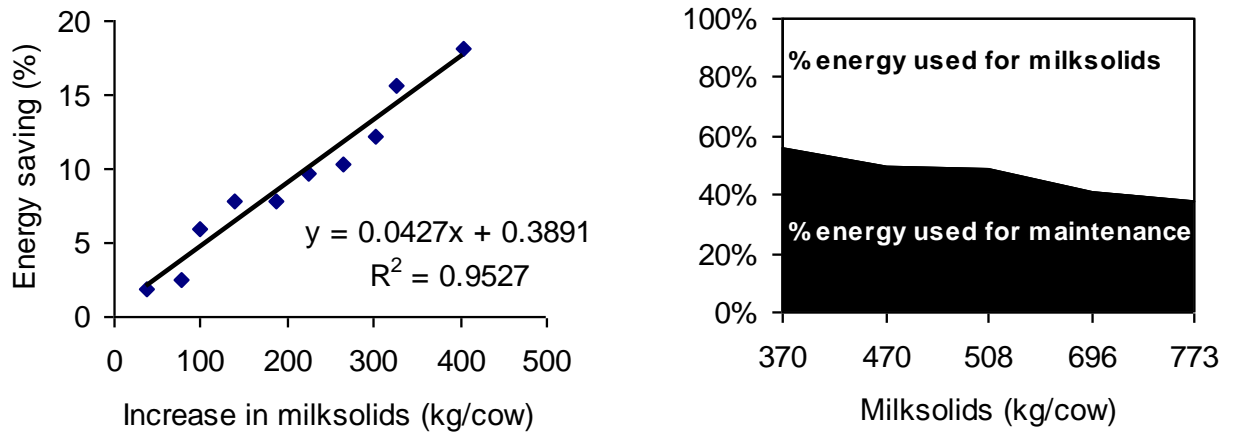 20
15
10
5
0
Energy saving (%)
y = 0.0427x + 0.3891
R² = 0.9527
0 100 200 300 400 500
Increase in milksolids (kg/cow)
100%
80%
60%
40%
20%
0%
% energy used for milksolids
% energy used for maintenance
370 470 508 696 773
Milksolids (kg/cow)